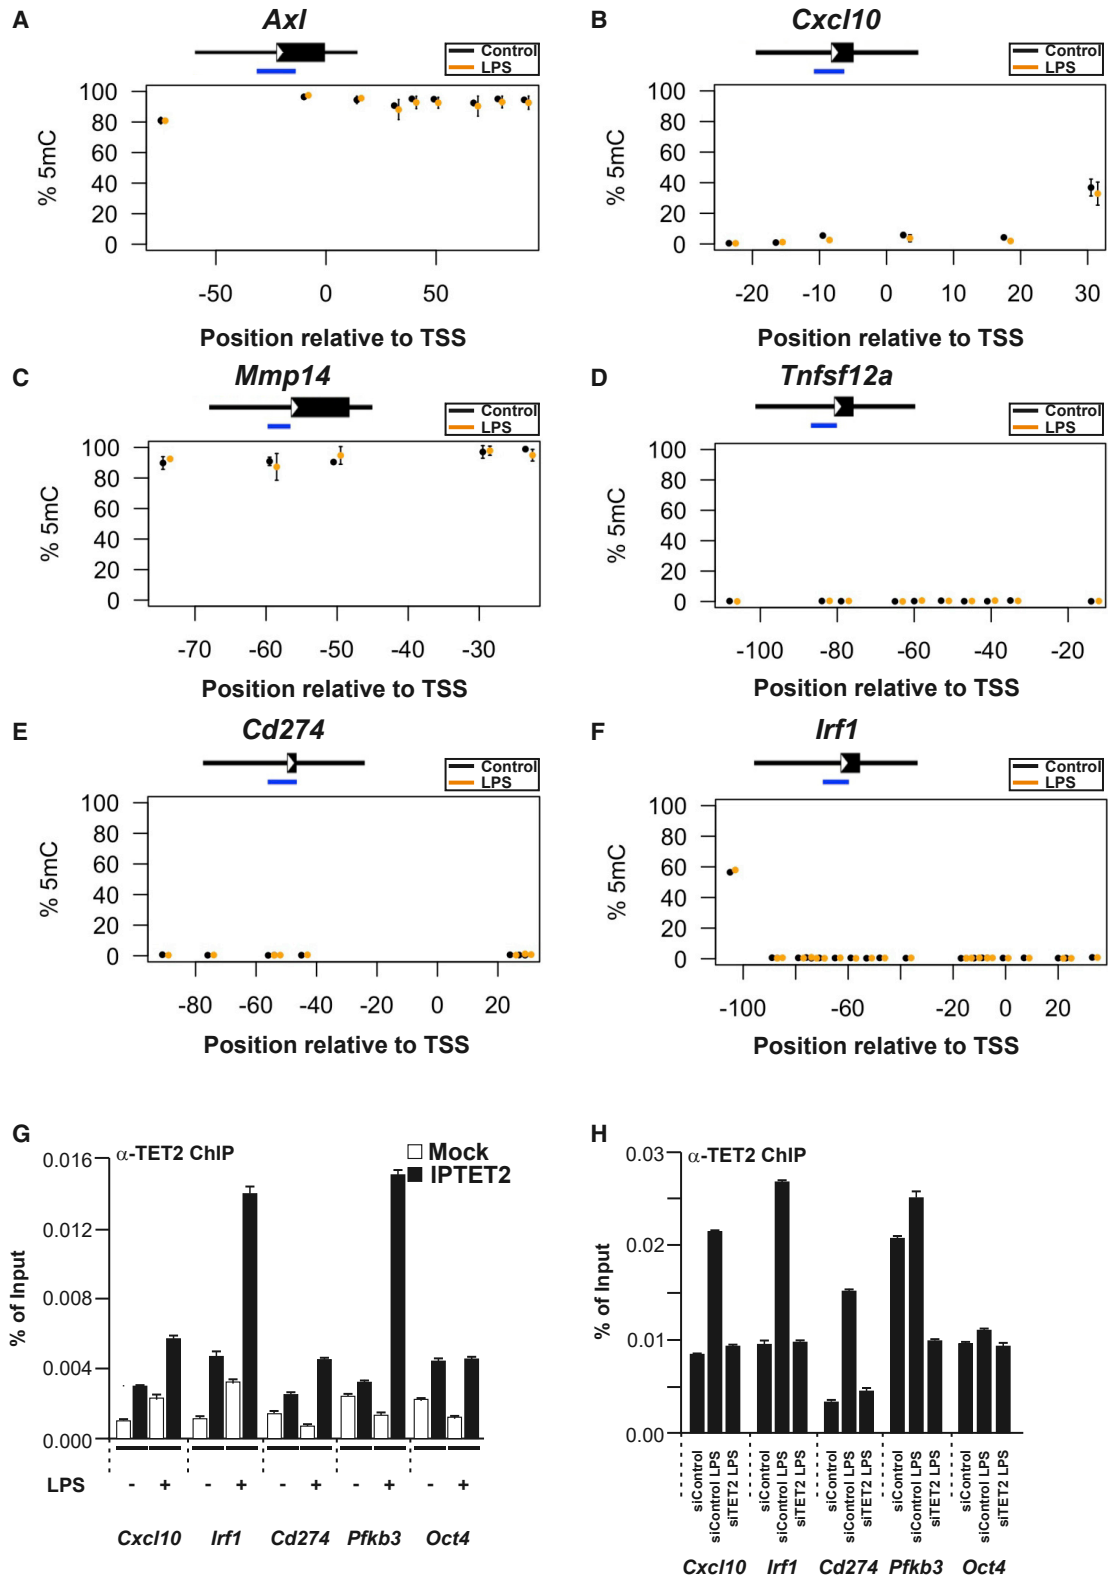 A
Axl
Control
LPS
% 5mC
100
80
60
40
20
0
-50
0
50
Position relative to TSS
B
Cxcl10
Control
LPS
% 5mC
100
80
60
40
20
0
-20
-10
0
10
20
30
Position relative to TSS
C
Mmp14
Control
LPS
% 5mC
100
80
60
40
20
0
-70
-60
-50
-40
-30
Position relative to TSS
D
Tnfsf12a
Control
LPS
% 5mC
100
80
60
40
20
0
-100
-80
-60
-40
-20
Position relative to TSS
E
Cd274
Control
LPS
% 5mC
100
80
60
40
20
0
-80
-60
-40
-20
0
20
Position relative to TSS
F
Irf1
Control
LPS
% 5mC
100
80
60
40
20
0
-100
-60
-20
0
20
Position relative to TSS
G
α-TET2 ChIP
Mock
IPTET2
% of Input
0.016
0.012
0.008
0.004
0.000
LPS
- + - + - + - + - +
Cxcl10 Irf1 Cd274 Pfkb3 Oct4
H
α-TET2 ChIP
% of Input
0.03
0.02
0.01
0.00
siControl
siControl LPS
siTET2 LPS
siControl
siControl LPS
siTET2 LPS
siControl
siControl LPS
siTET2 LPS
siControl
siControl LPS
siTET2 LPS
siControl
siControl LPS
siTET2 LPS
Cxcl10 Irf1 Cd274 Pfkb3 Oct4